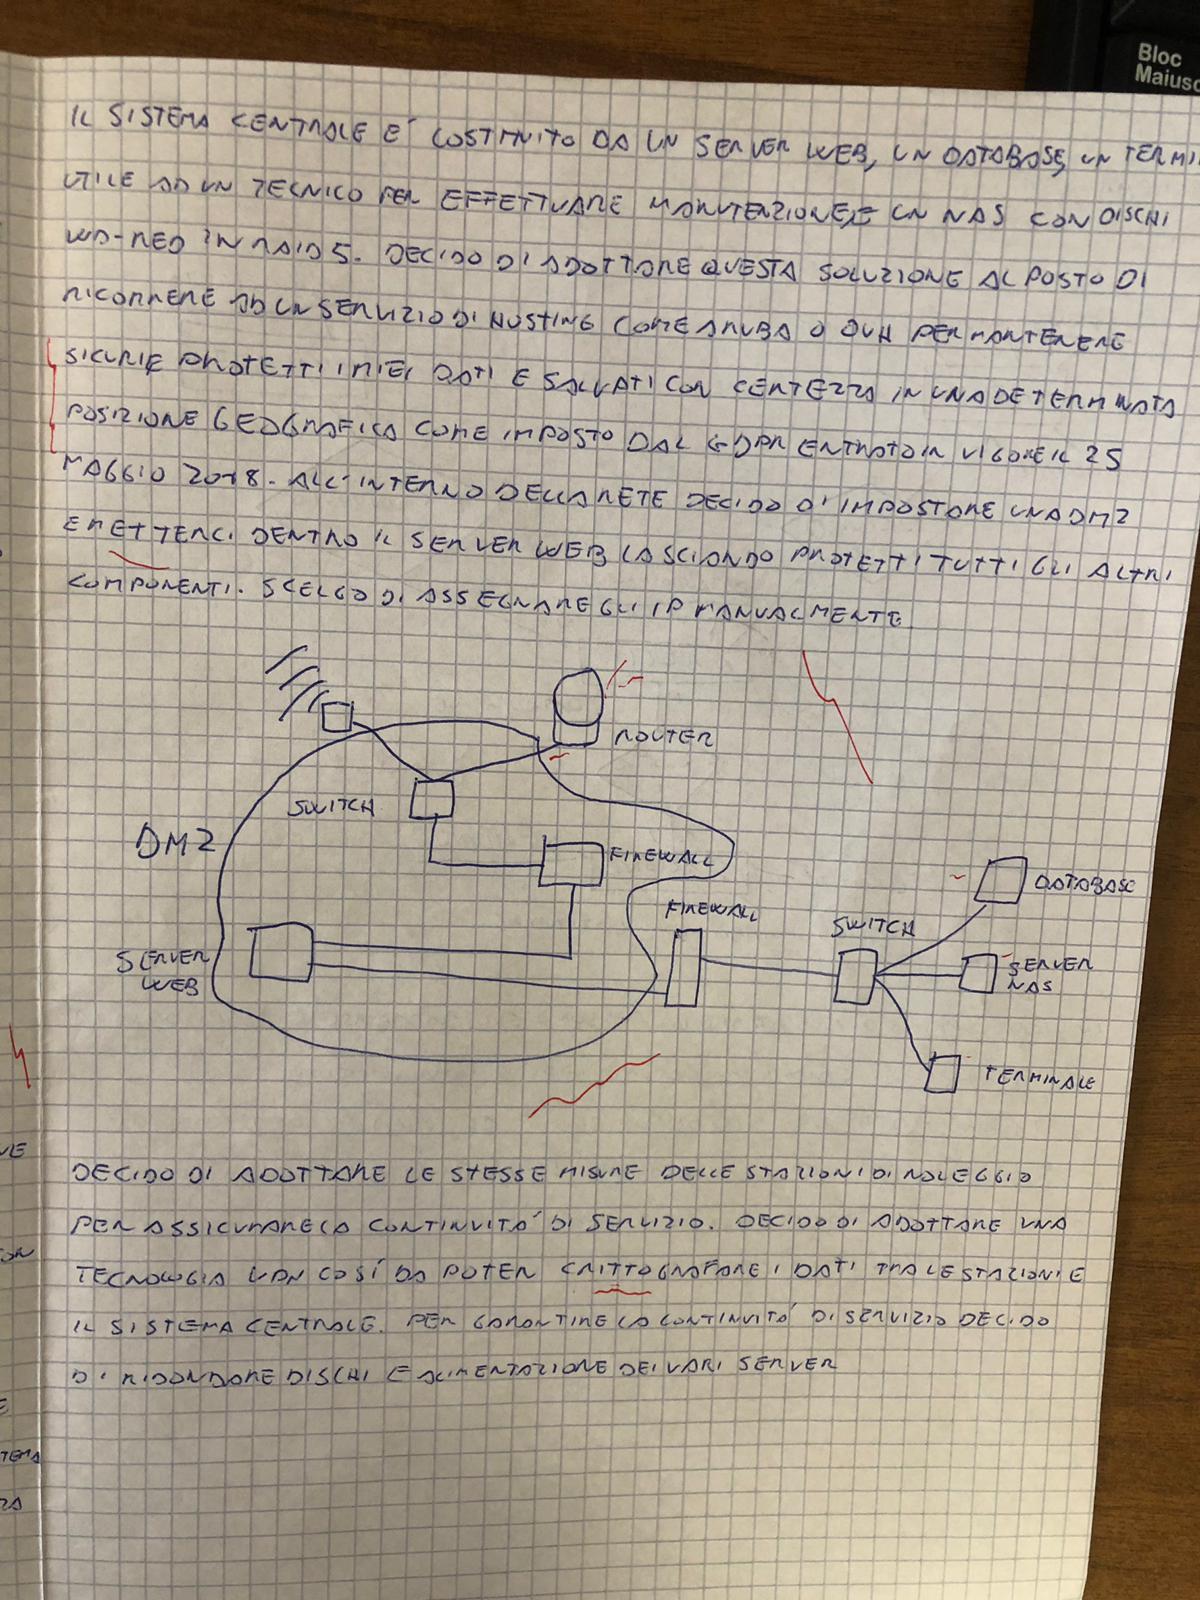 Bloc
Maiusc
IL SISTEMA CENTRALE E' COSTITUITO DA UN SERVER WEB, UN DATABASE, UN TERMI
UTILE AD UN TECNICO PER EFFETTUARE MANUTENZIONE, E UN NAS CON DISCHI
WD-RED IN RAID 5. DECIDO DI ADOTTARE QUESTA SOLUZIONE AL POSTO DI
RICORRERE AD UN SERVIZIO DI HOSTING COME ARUBA O OVH PER MANTENERE
SICURI E PROTETTI I MIEI DATI E SALVATI CON CERTEZZA IN UNA DETERMINATA
POSIZIONE GEOGRAFICA COME IMPOSTO DAL GDPR ENTRATO IN VIGORE IL 25
MAGGIO 2018. ALL'INTERNO DELLA RETE DECIDO DI IMPOSTARE UNA DMZ
E METTERCI DENTRO IL SERVER WEB LASCIANDO PROTETTI TUTTI GLI ALTRI
COMPONENTI. SCELGO DI ASSEGNARE GLI IP MANUALMENTE
ROUTER
SWITCH
DMZ
FIREWALL
DATABASE
FIREWALL
SWITCH
SERVER
WEB
SERVER
NAS
TERMINALE
DECIDO DI ADOTTARE LE STESSE MISURE DELLE STAZIONI DI NOLEGGIO
PER ASSICURARE LA CONTINUITÀ DI SERVIZIO. DECIDO DI ADOTTARE UNA
TECNOLOGIA VPN COSÍ DA POTER CRITTOGRAFARE I DATI TRA LE STAZIONI E
IL SISTEMA CENTRALE. PER GARANTIRE LA CONTINUITÀ DI SERVIZIO DECIDO
DI RIDONDARE DISCHI E ALIMENTAZIONE DEI VARI SERVER